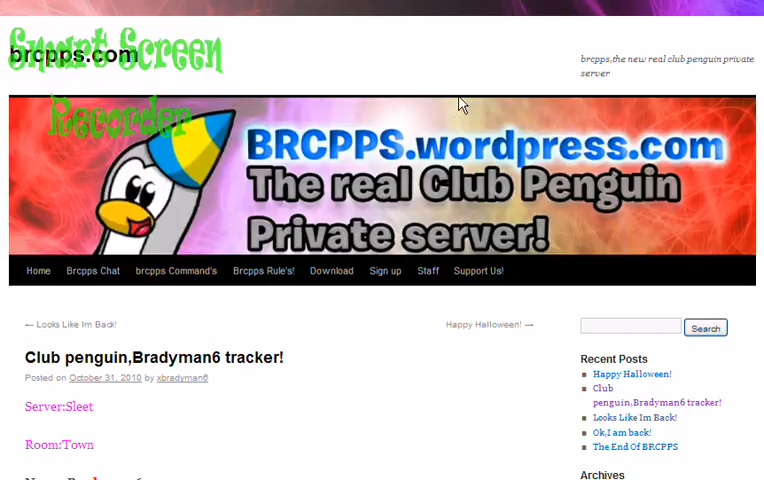 Smart Screen
Recorder
brcpps.com
brcpps,the new real club penguin private
server
BRCPPS.wordpress.com
The real Club Penguin
Private server!
Home Brcpps Chat brcpps Command's Brcpps Rule's! Download Sign up Staff Support Us!
← Looks Like Im Back!
Happy Halloween! →
Club penguin,Bradyman6 tracker!
Posted on October 31, 2010 by xbradyman6
Server:Sleet
Room:Town
Search
Recent Posts
Happy Halloween!
Club
penguin,Bradyman6 tracker!
Looks Like Im Back!
Ok,I am back!
The End Of BRCPPS
Archives